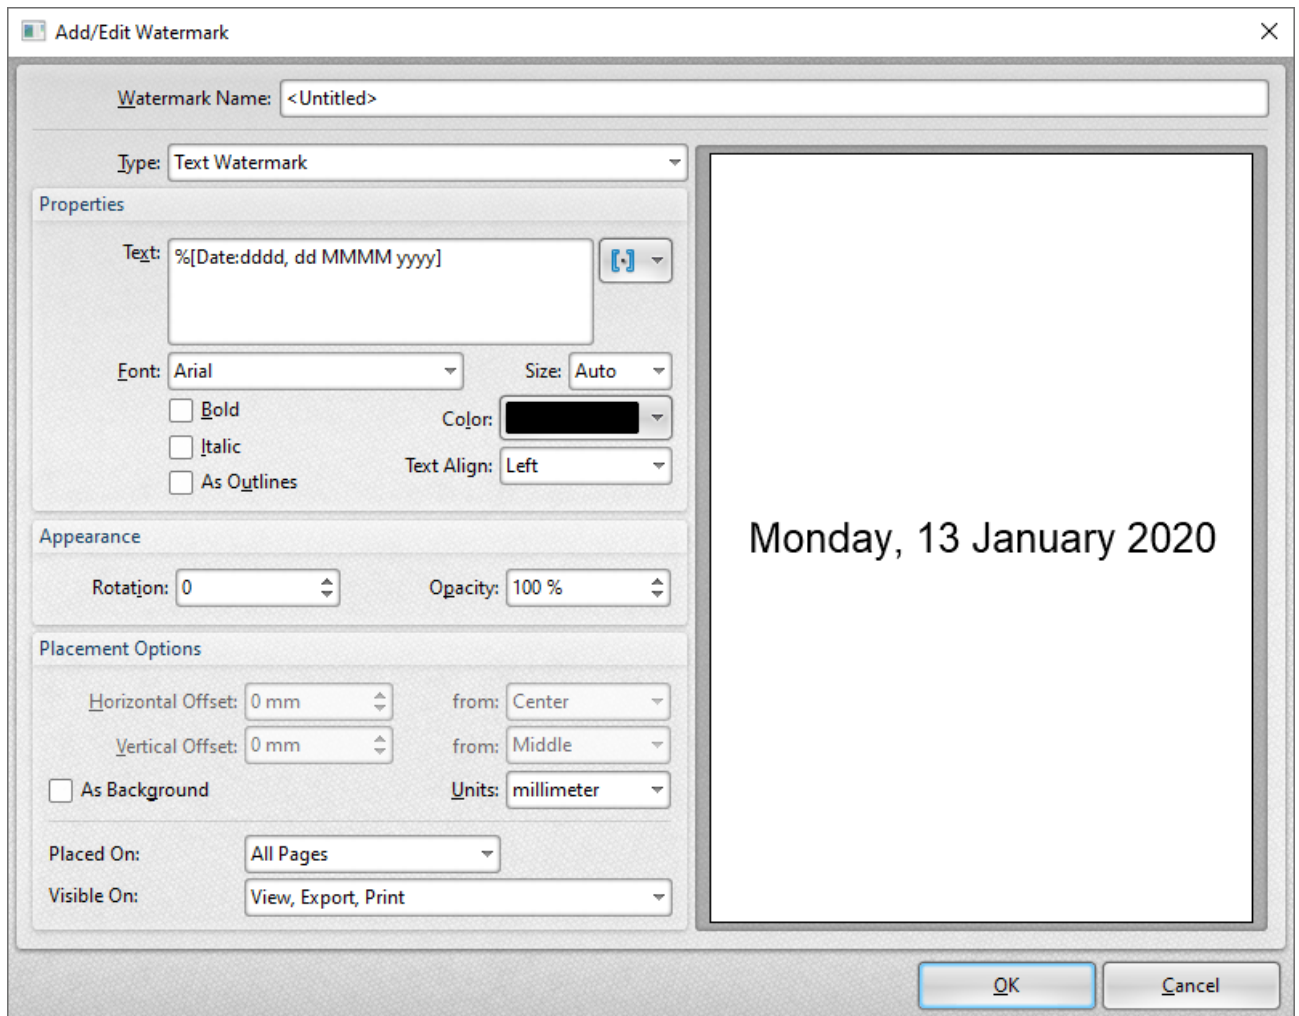 Add/Edit Watermark
Watermark Name: <Untitled>
Type: Text Watermark
Properties
Text: %[Date:dddd, dd MMMM yyyy]
Font: Arial Size: Auto
Bold
Color:
Italic
Text Align: Left
As Outlines
Appearance
Rotation: 0 Opacity: 100 %
Placement Options
Horizontal Offset: 0 mm from: Center
Vertical Offset: 0 mm from: Middle
As Background Units: millimeter
Placed On: All Pages
Visible On: View, Export, Print
Monday, 13 January 2020
OK Cancel